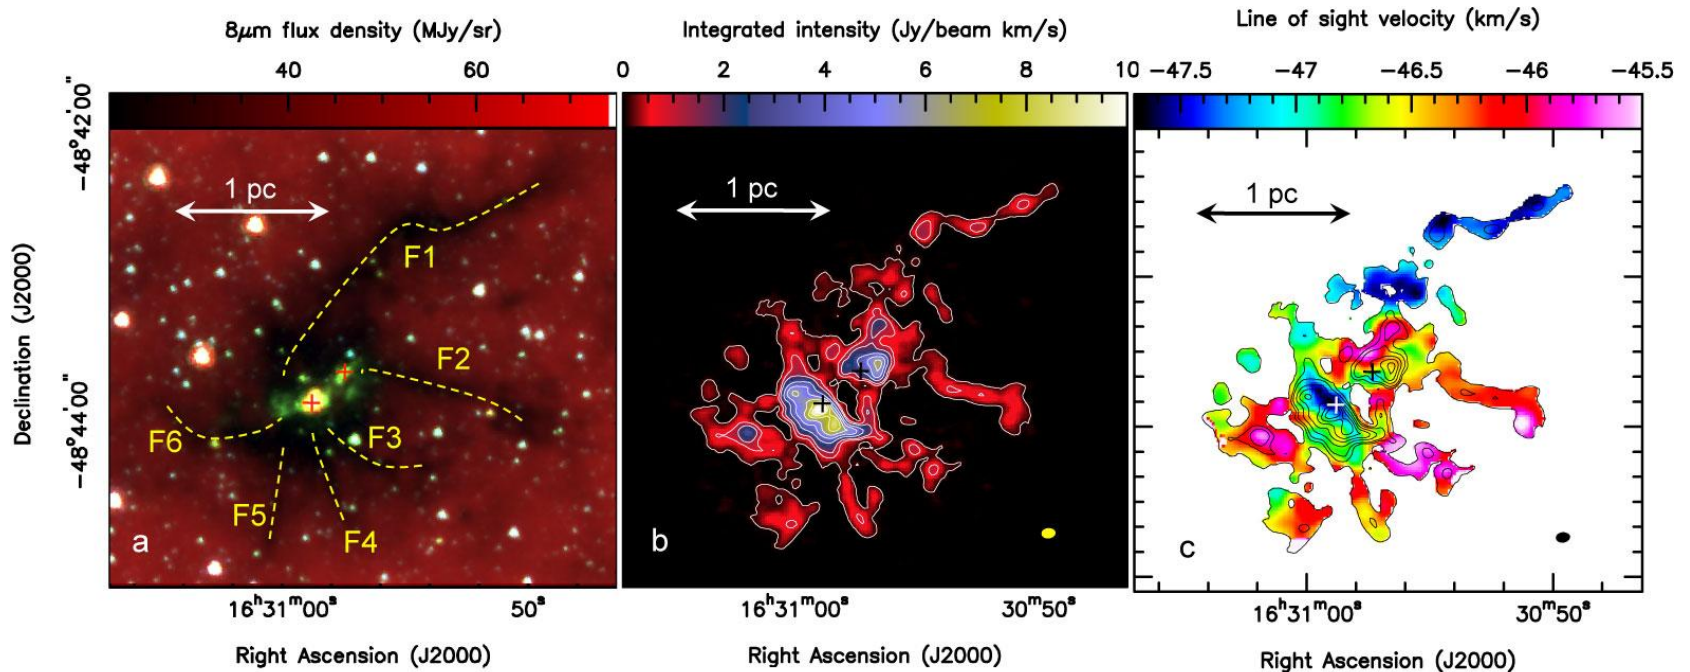 8μm flux density (MJy/sr)
40 60
1 pc
F1
F2
F3
F4
F5
F6
a
Declination (J2000)
−48°42'00"
−48°44'00"
16ʰ31ᵐ00ˢ 50ˢ
Right Ascension (J2000)
Integrated intensity (Jy/beam km/s)
0 2 4 6 8 10
1 pc
b
16ʰ31ᵐ00ˢ 30ᵐ50ˢ
Right Ascension (J2000)
Line of sight velocity (km/s)
−47.5 −47 −46.5 −46 −45.5
1 pc
c
16ʰ31ᵐ00ˢ 30ᵐ50ˢ
Right Ascension (J2000)